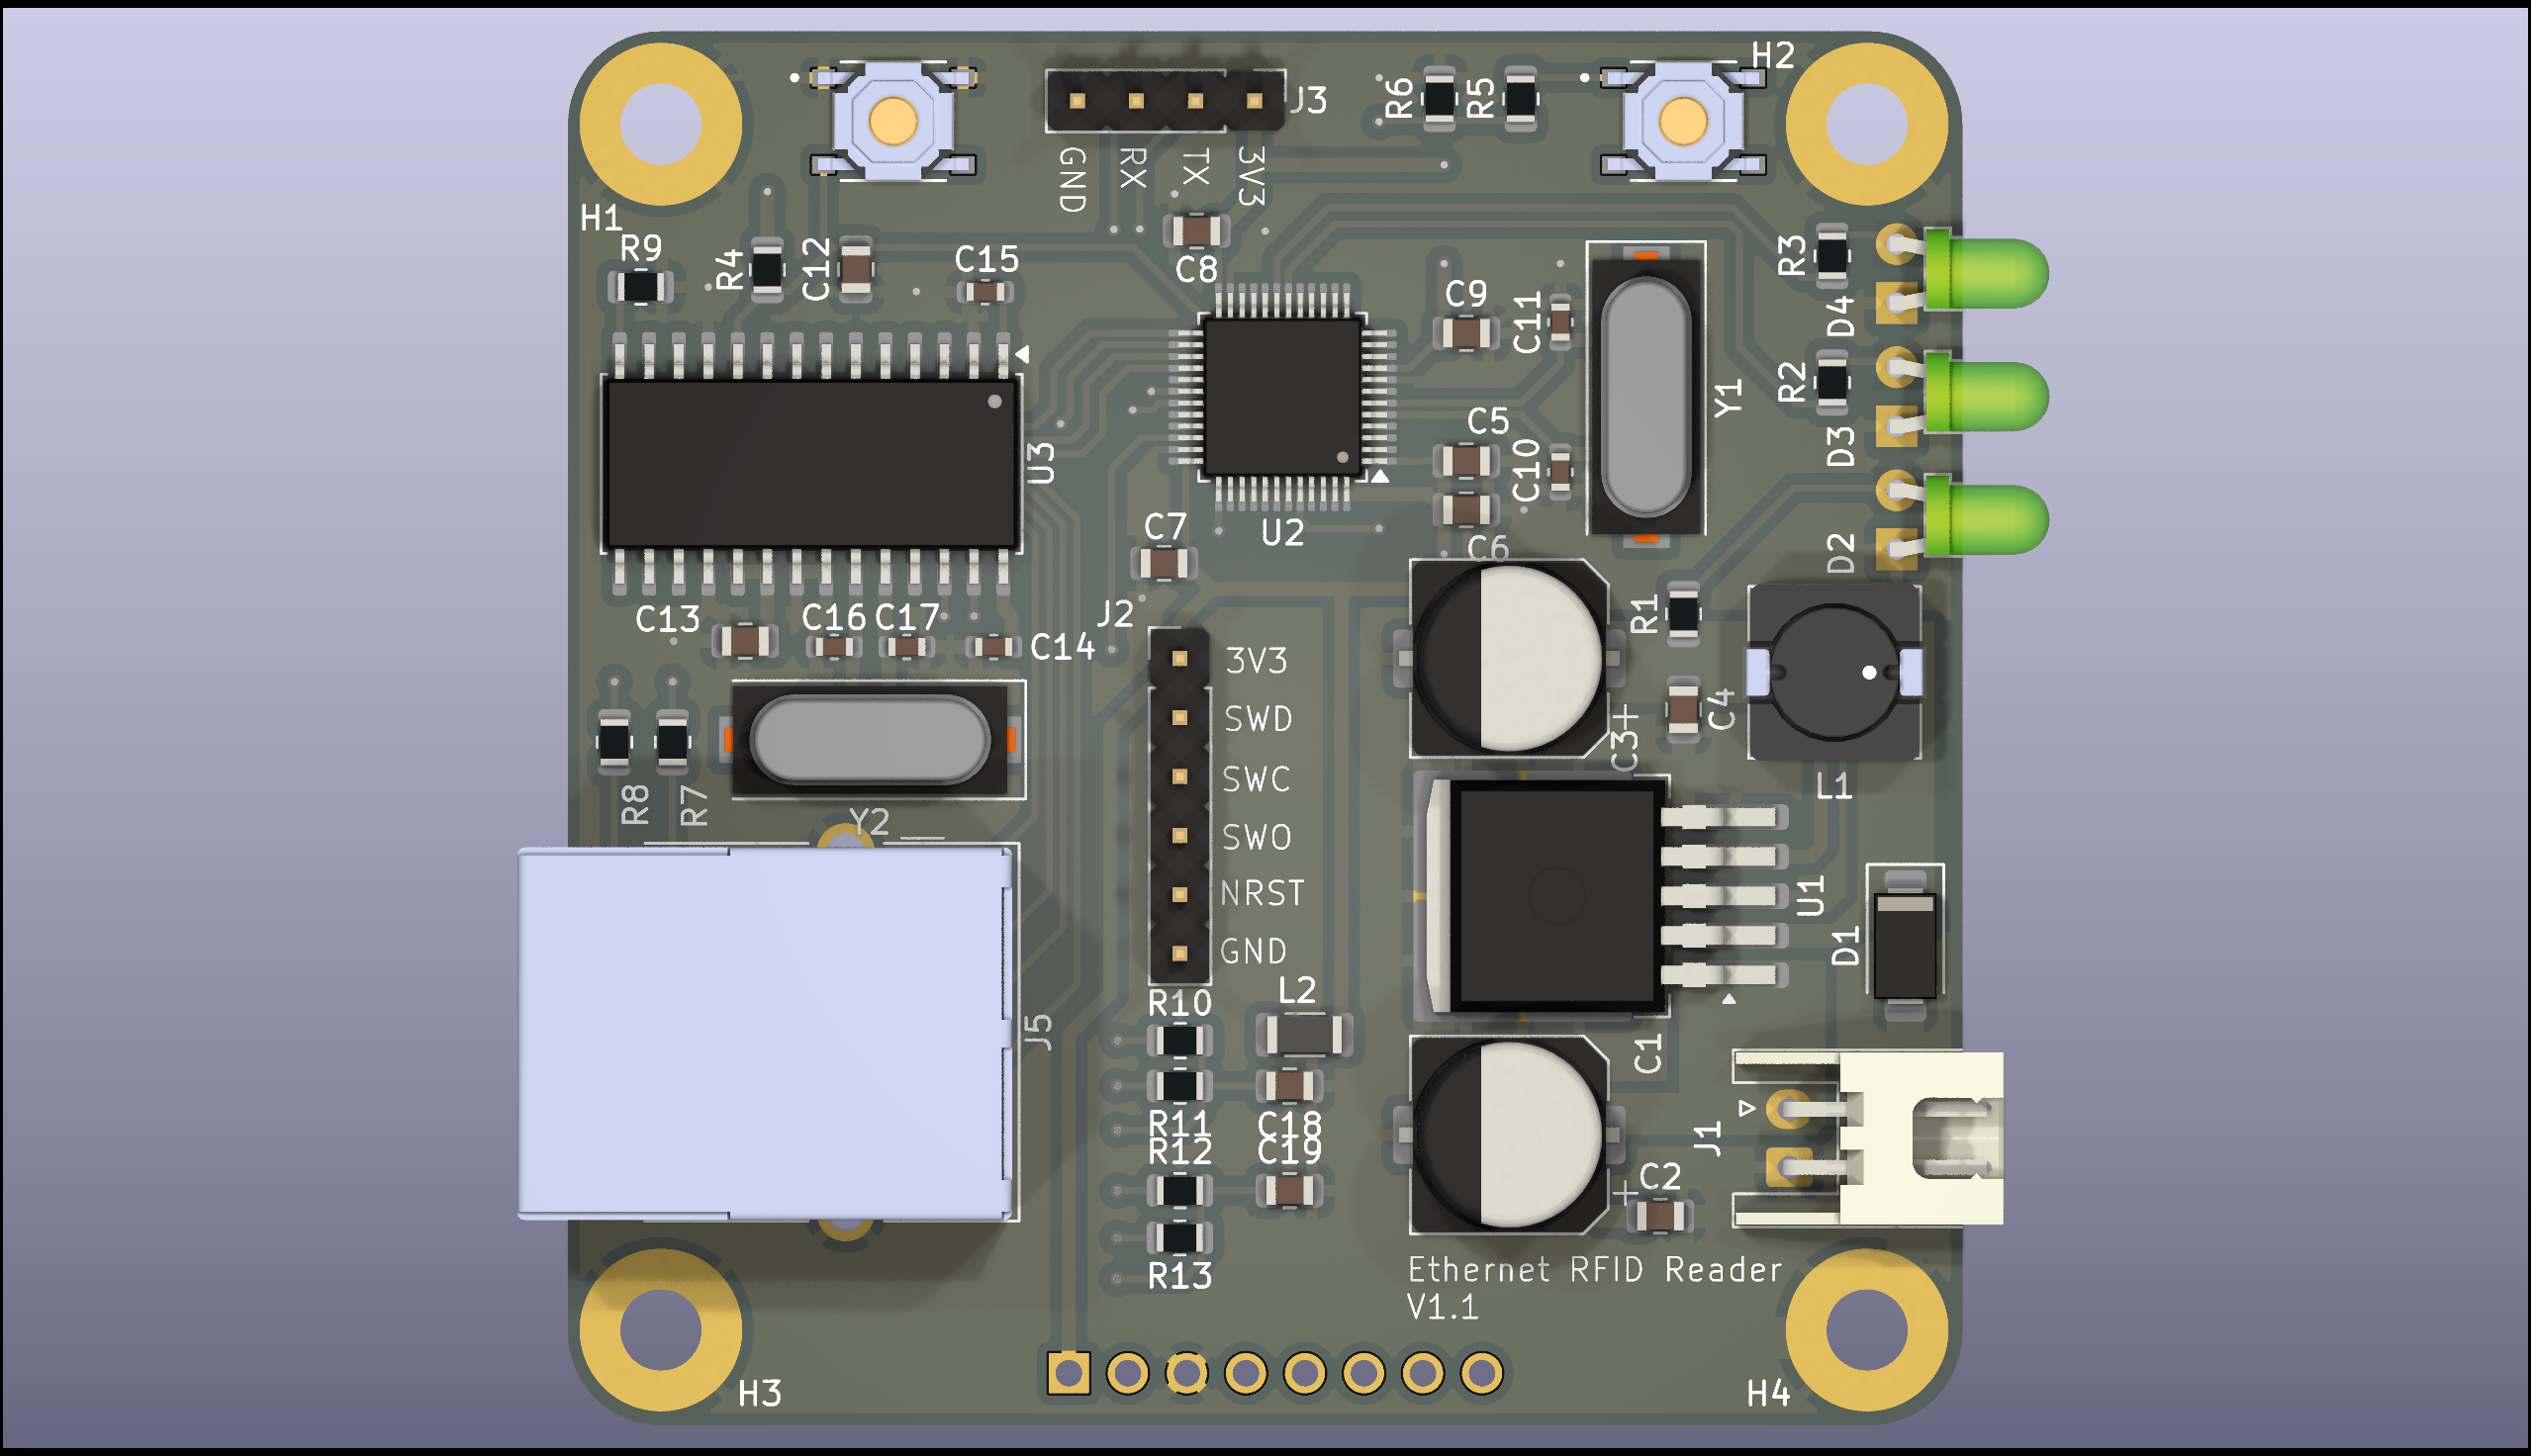 H2
J3
R6
R5
GND
RX
TX
3V3
H1
R9
R4
C12
C15
C8
R3
C9
C11
D4
R2
Y1
C5
D3
C10
U3
C7
U2
C6
D2
C13
C16
C17
C14
J2
R1
3V3
SWD
C4
C3
+
SWC
L1
R8
R7
Y2
SWO
NRST
U1
GND
D1
R10
L2
J5
C1
R11
C18
J1
R12
C19
+
C2
R13
Ethernet RFID Reader
V1.1
H3
H4